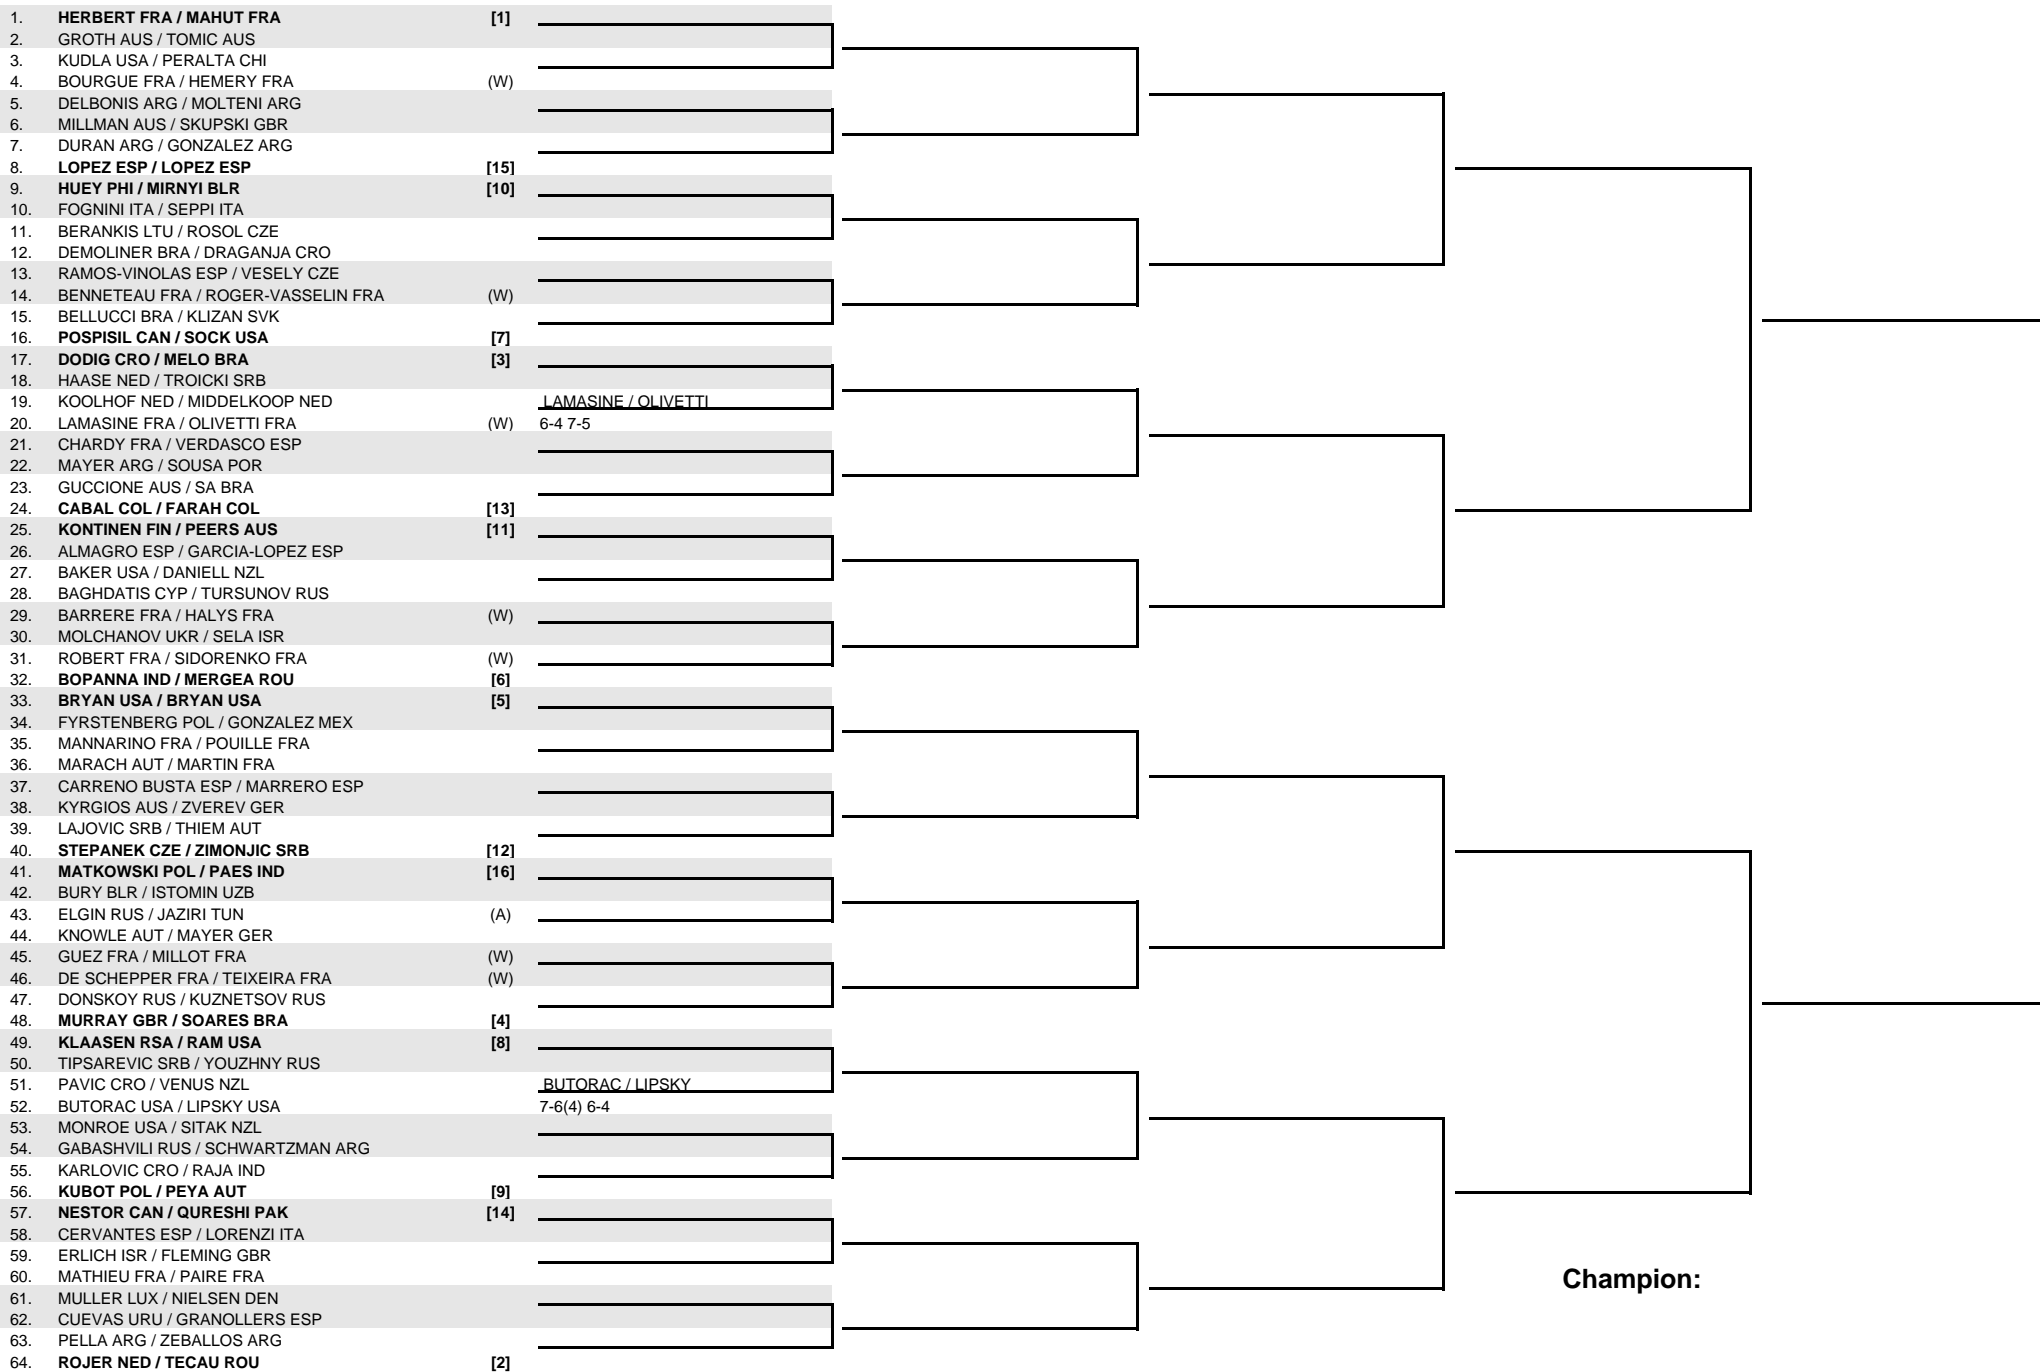 1. HERBERT FRA / MAHUT FRA [1]
2. GROTH AUS / TOMIC AUS
3. KUDLA USA / PERALTA CHI
4. BOURGUE FRA / HEMERY FRA (W)
5. DELBONIS ARG / MOLTENI ARG
6. MILLMAN AUS / SKUPSKI GBR
7. DURAN ARG / GONZALEZ ARG
8. LOPEZ ESP / LOPEZ ESP [15]
9. HUEY PHI / MIRNYI BLR [10]
10. FOGNINI ITA / SEPPI ITA
11. BERANKIS LTU / ROSOL CZE
12. DEMOLINER BRA / DRAGANJA CRO
13. RAMOS-VINOLAS ESP / VESELY CZE
14. BENNETEAU FRA / ROGER-VASSELIN FRA (W)
15. BELLUCCI BRA / KLIZAN SVK
16. POSPISIL CAN / SOCK USA [7]
17. DODIG CRO / MELO BRA [3]
18. HAASE NED / TROICKI SRB
19. KOOLHOF NED / MIDDELKOOP NED LAMASINE / OLIVETTI
20. LAMASINE FRA / OLIVETTI FRA (W) 6-4 7-5
21. CHARDY FRA / VERDASCO ESP
22. MAYER ARG / SOUSA POR
23. GUCCIONE AUS / SA BRA
24. CABAL COL / FARAH COL [13]
25. KONTINEN FIN / PEERS AUS [11]
26. ALMAGRO ESP / GARCIA-LOPEZ ESP
27. BAKER USA / DANIELL NZL
28. BAGHDATIS CYP / TURSUNOV RUS
29. BARRERE FRA / HALYS FRA (W)
30. MOLCHANOV UKR / SELA ISR
31. ROBERT FRA / SIDORENKO FRA (W)
32. BOPANNA IND / MERGEA ROU [6]
33. BRYAN USA / BRYAN USA [5]
34. FYRSTENBERG POL / GONZALEZ MEX
35. MANNARINO FRA / POUILLE FRA
36. MARACH AUT / MARTIN FRA
37. CARRENO BUSTA ESP / MARRERO ESP
38. KYRGIOS AUS / ZVEREV GER
39. LAJOVIC SRB / THIEM AUT
40. STEPANEK CZE / ZIMONJIC SRB [12]
41. MATKOWSKI POL / PAES IND [16]
42. BURY BLR / ISTOMIN UZB
43. ELGIN RUS / JAZIRI TUN (A)
44. KNOWLE AUT / MAYER GER
45. GUEZ FRA / MILLOT FRA (W)
46. DE SCHEPPER FRA / TEIXEIRA FRA (W)
47. DONSKOY RUS / KUZNETSOV RUS
48. MURRAY GBR / SOARES BRA [4]
49. KLAASEN RSA / RAM USA [8]
50. TIPSAREVIC SRB / YOUZHNY RUS
51. PAVIC CRO / VENUS NZL BUTORAC / LIPSKY
52. BUTORAC USA / LIPSKY USA 7-6(4) 6-4
53. MONROE USA / SITAK NZL
54. GABASHVILI RUS / SCHWARTZMAN ARG
55. KARLOVIC CRO / RAJA IND
56. KUBOT POL / PEYA AUT [9]
57. NESTOR CAN / QURESHI PAK [14]
58. CERVANTES ESP / LORENZI ITA
59. ERLICH ISR / FLEMING GBR
60. MATHIEU FRA / PAIRE FRA
Champion:
61. MULLER LUX / NIELSEN DEN
62. CUEVAS URU / GRANOLLERS ESP
63. PELLA ARG / ZEBALLOS ARG
64. ROJER NED / TECAU ROU [2]